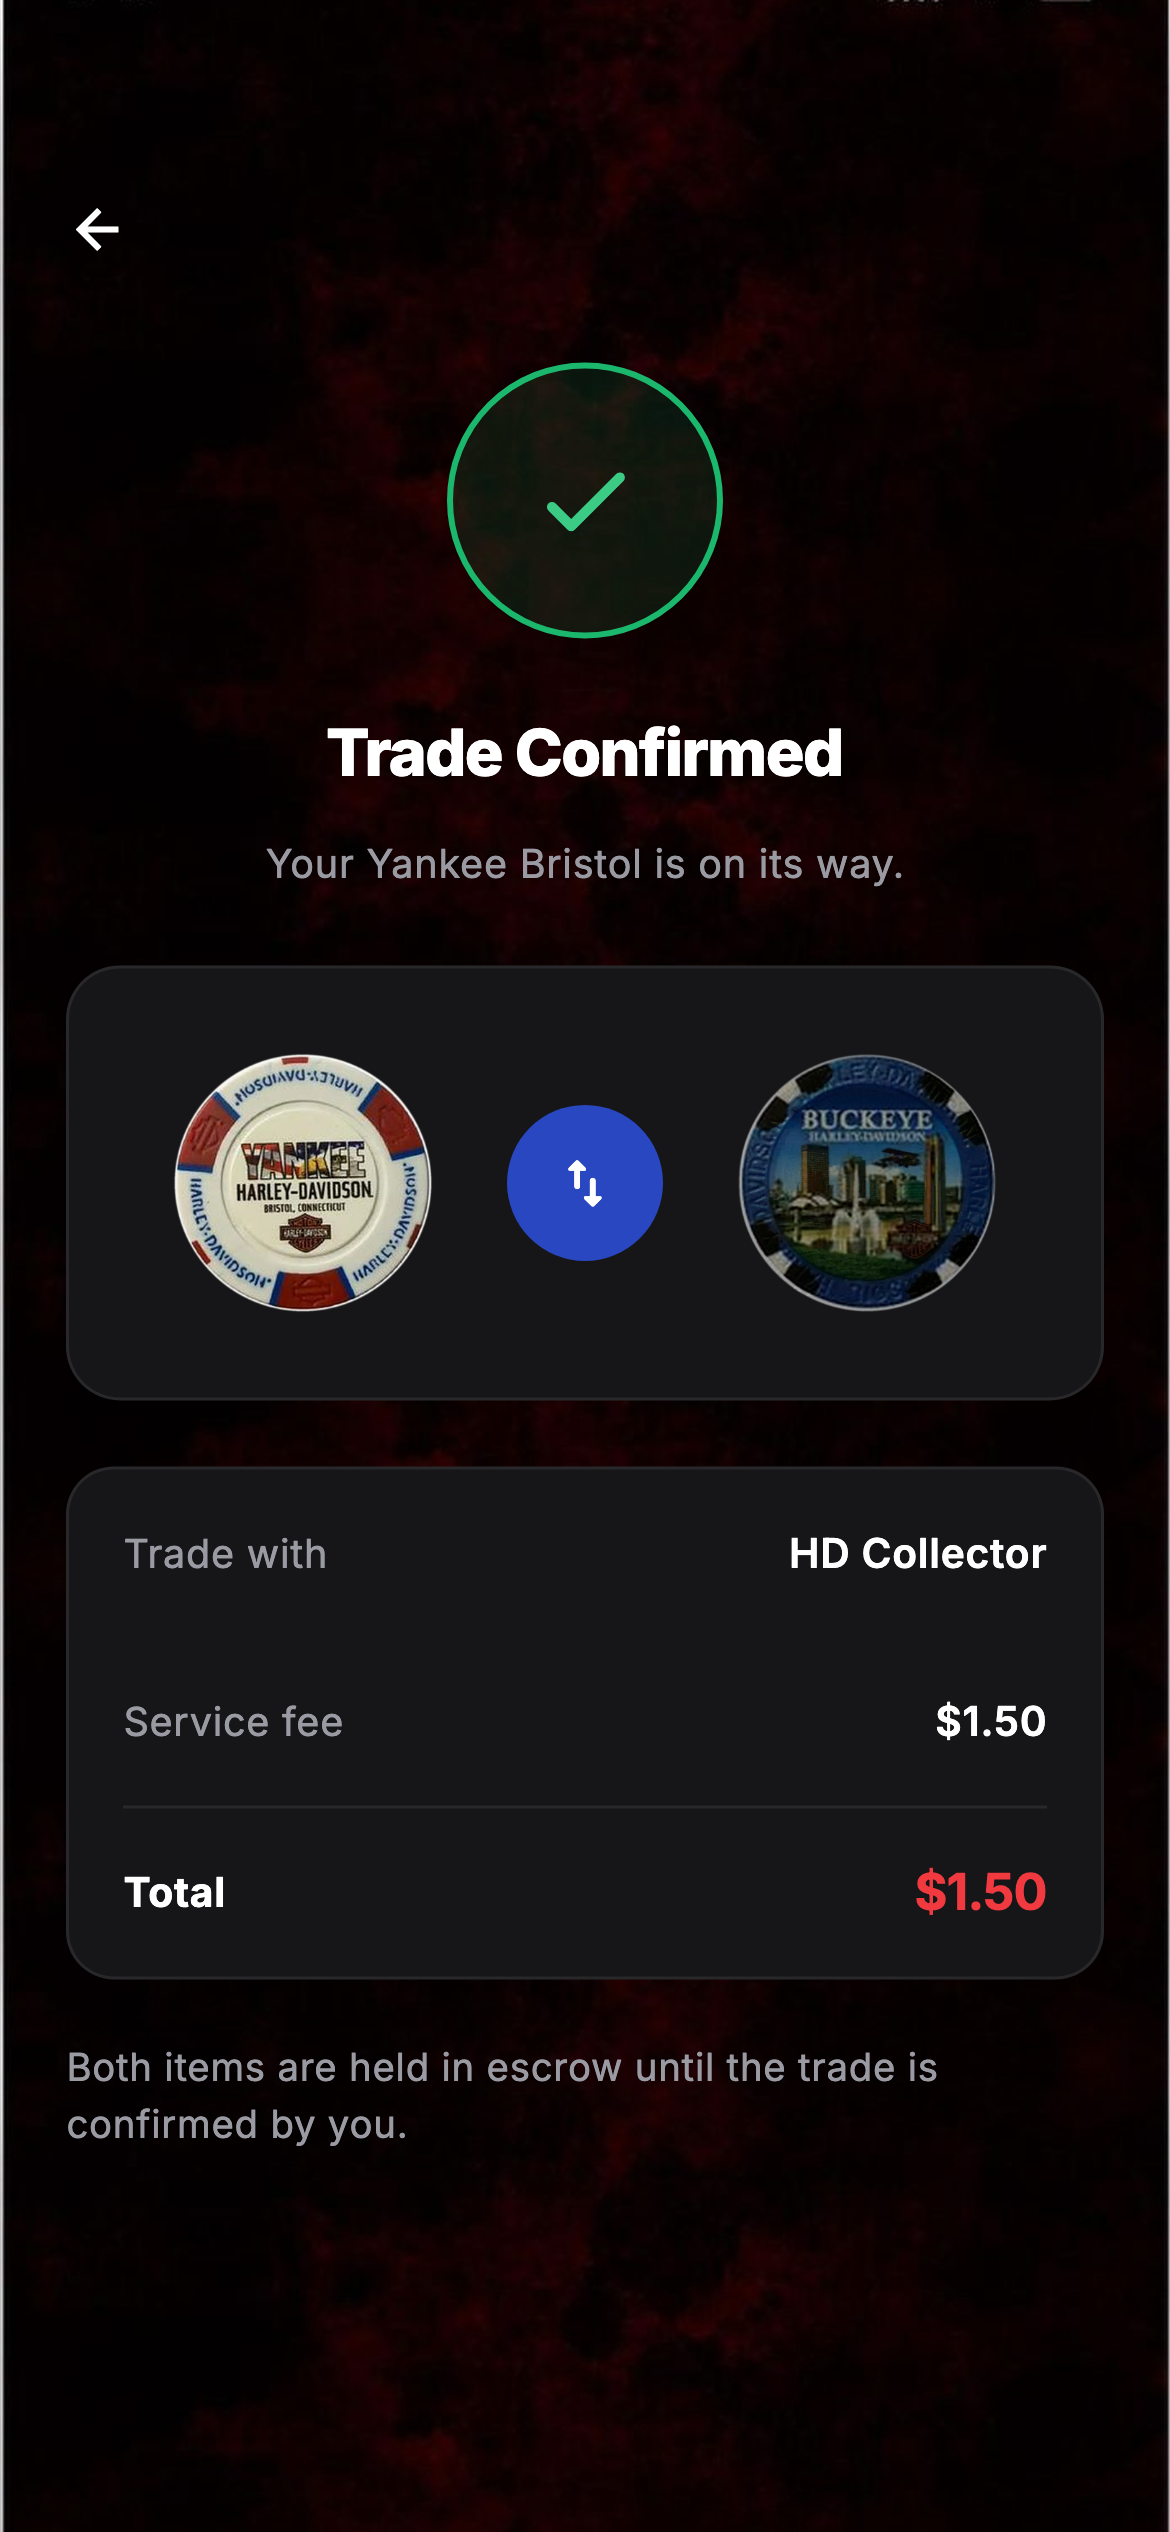 Trade Confirmed
Your Yankee Bristol is on its way.
HARLEY-DAVIDSON
YANKEE
HARLEY-DAVIDSON
BRISTOL, CONNECTICUT
HARLEY-DAVIDSON
HARLEY-DAVIDSON
BUCKEYE
HARLEY-DAVIDSON
Trade with
HD Collector
Service fee
$1.50
Total
$1.50
Both items are held in escrow until the trade is
confirmed by you.